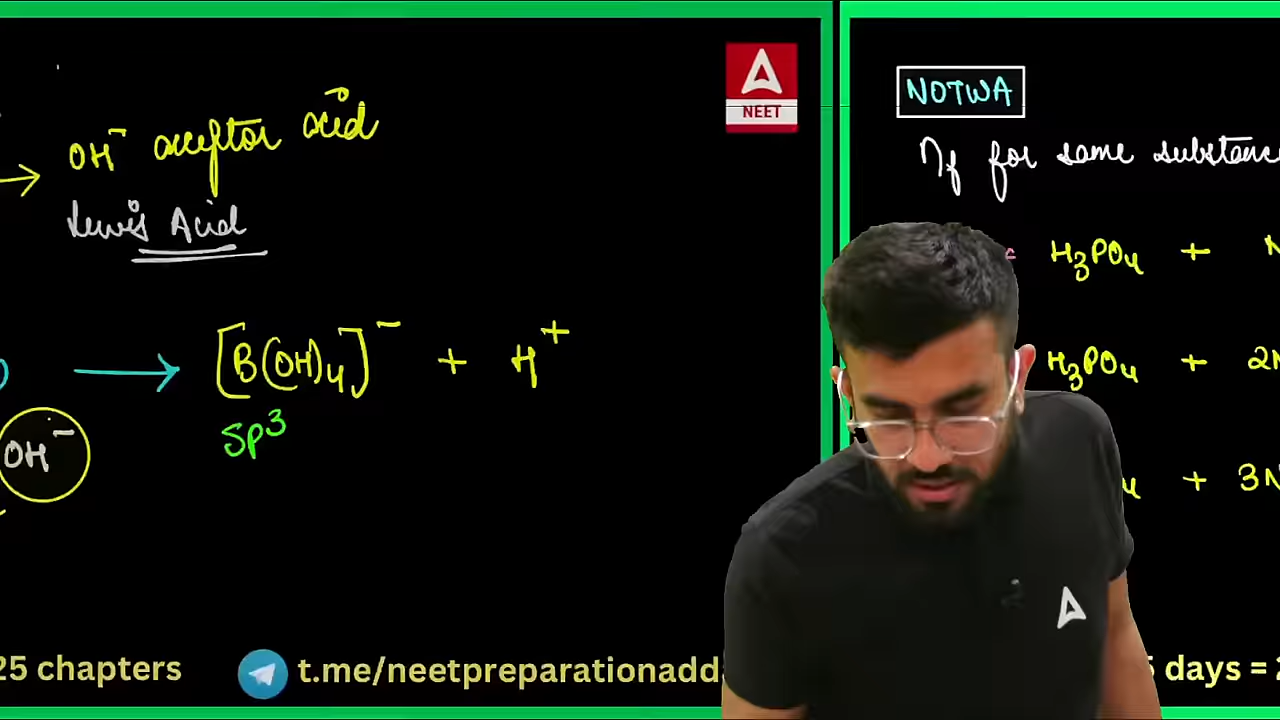 OH⁻ acceptor acid
Lewis Acid
→ [B(OH)₄]⁻ + H⁺
sp³
OH⁻
NEET
NOTWA
If for same substance
H₃PO₄ +
H₃PO₄ + 2
+ 3
25 chapters
t.me/neetpreparationadd
days =